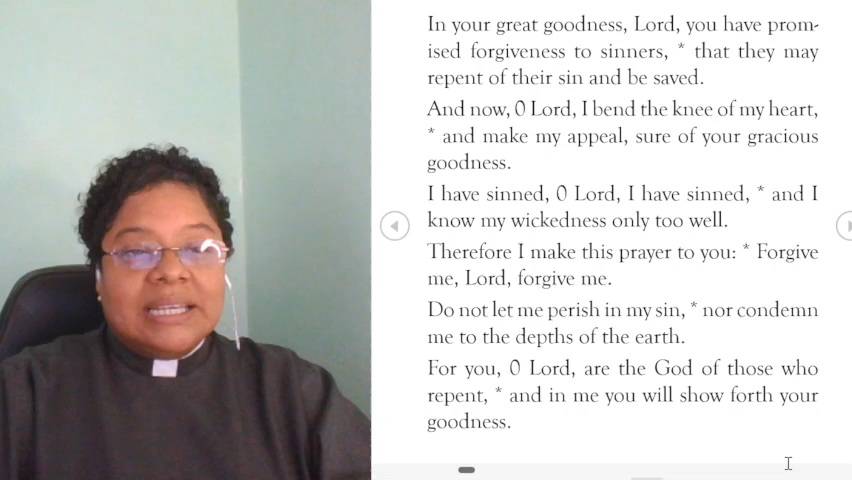 In your great goodness, Lord, you have prom-
ised forgiveness to sinners, * that they may
repent of their sin and be saved.
And now, O Lord, I bend the knee of my heart,
* and make my appeal, sure of your gracious
goodness.
I have sinned, O Lord, I have sinned, * and I
know my wickedness only too well.
Therefore I make this prayer to you: * Forgive
me, Lord, forgive me.
Do not let me perish in my sin, * nor condemn
me to the depths of the earth.
For you, O Lord, are the God of those who
repent, * and in me you will show forth your
goodness.